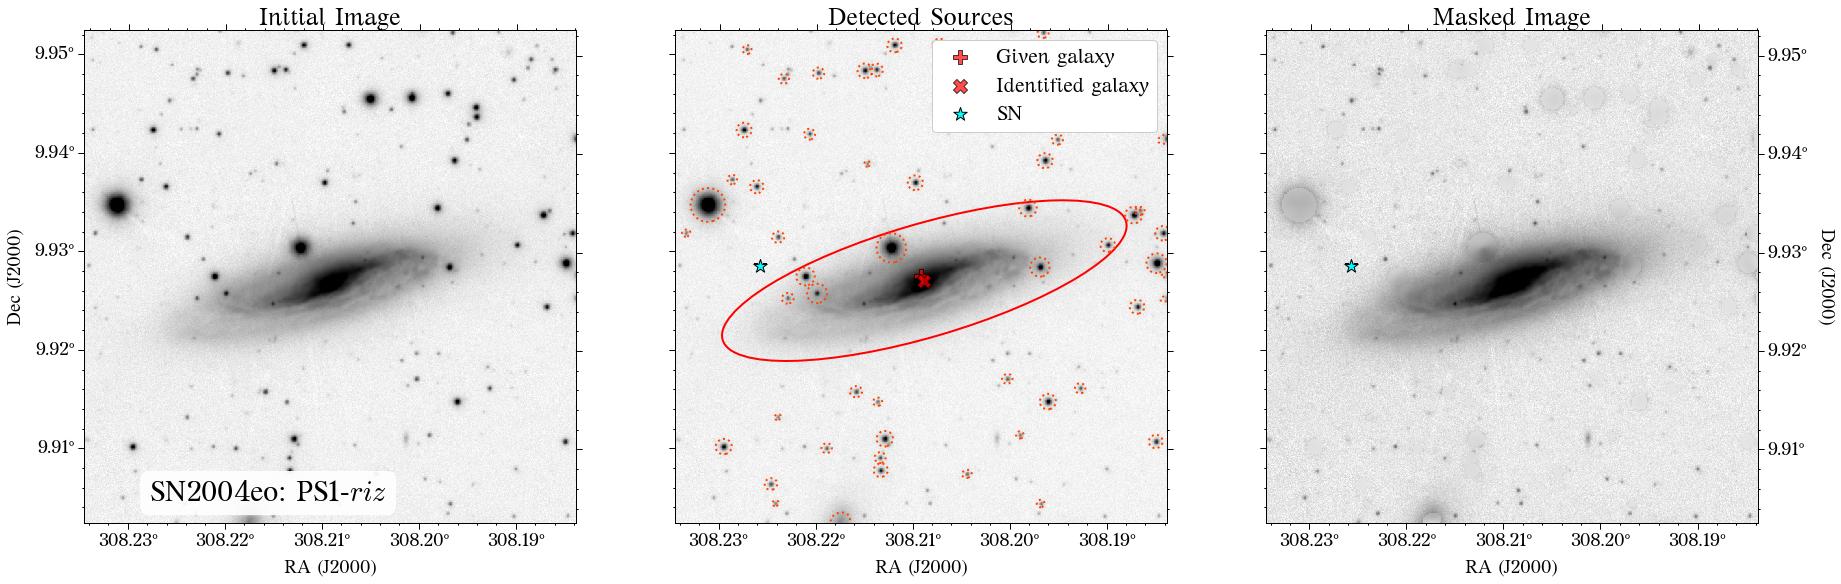 Initial Image
9.95°
9.94°
9.93°
9.92°
9.91°
Dec (J2000)
SN2004eo: PS1-riz
308.23° 308.22° 308.21° 308.20° 308.19°
RA (J2000)
Detected Sources
Given galaxy
Identified galaxy
SN
308.23° 308.22° 308.21° 308.20° 308.19°
RA (J2000)
Masked Image
9.95°
9.94°
9.93°
9.92°
9.91°
Dec (J2000)
308.23° 308.22° 308.21° 308.20° 308.19°
RA (J2000)